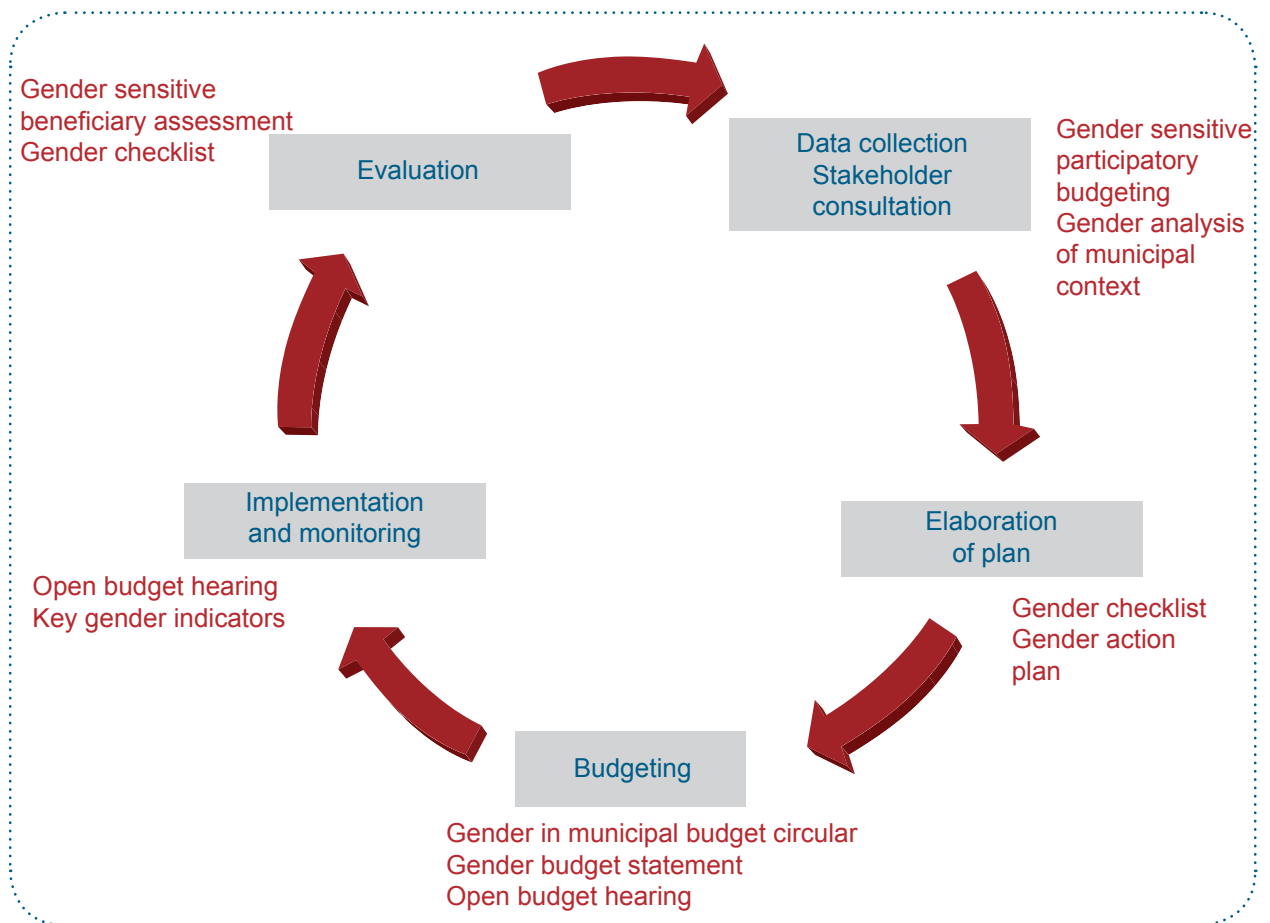 Gender sensitive
beneficiary assessment
Gender checklist
Evaluation
Data collection
Stakeholder
consultation
Gender sensitive
participatory
budgeting
Gender analysis
of municipal
context
Elaboration
of plan
Gender checklist
Gender action
plan
Budgeting
Gender in municipal budget circular
Gender budget statement
Open budget hearing
Implementation
and monitoring
Open budget hearing
Key gender indicators